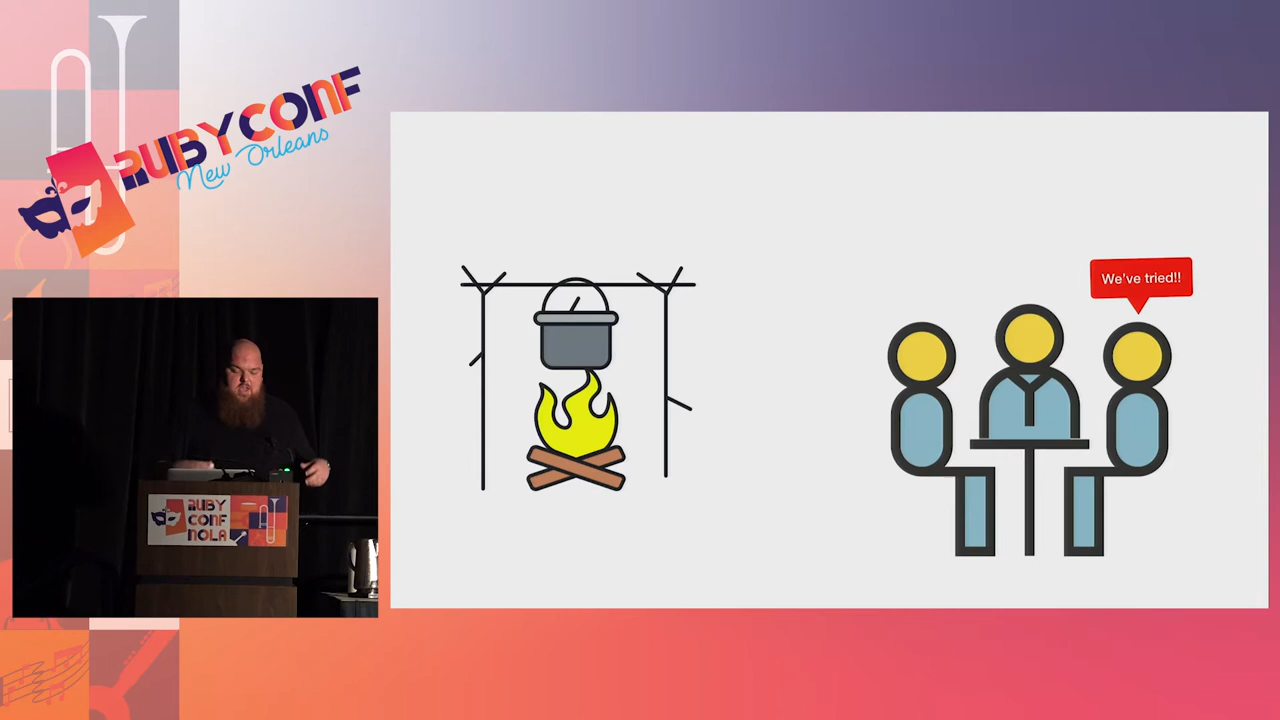 RUBYCONF
New Orleans
We've tried!!
RUBY
CONF
NOLA